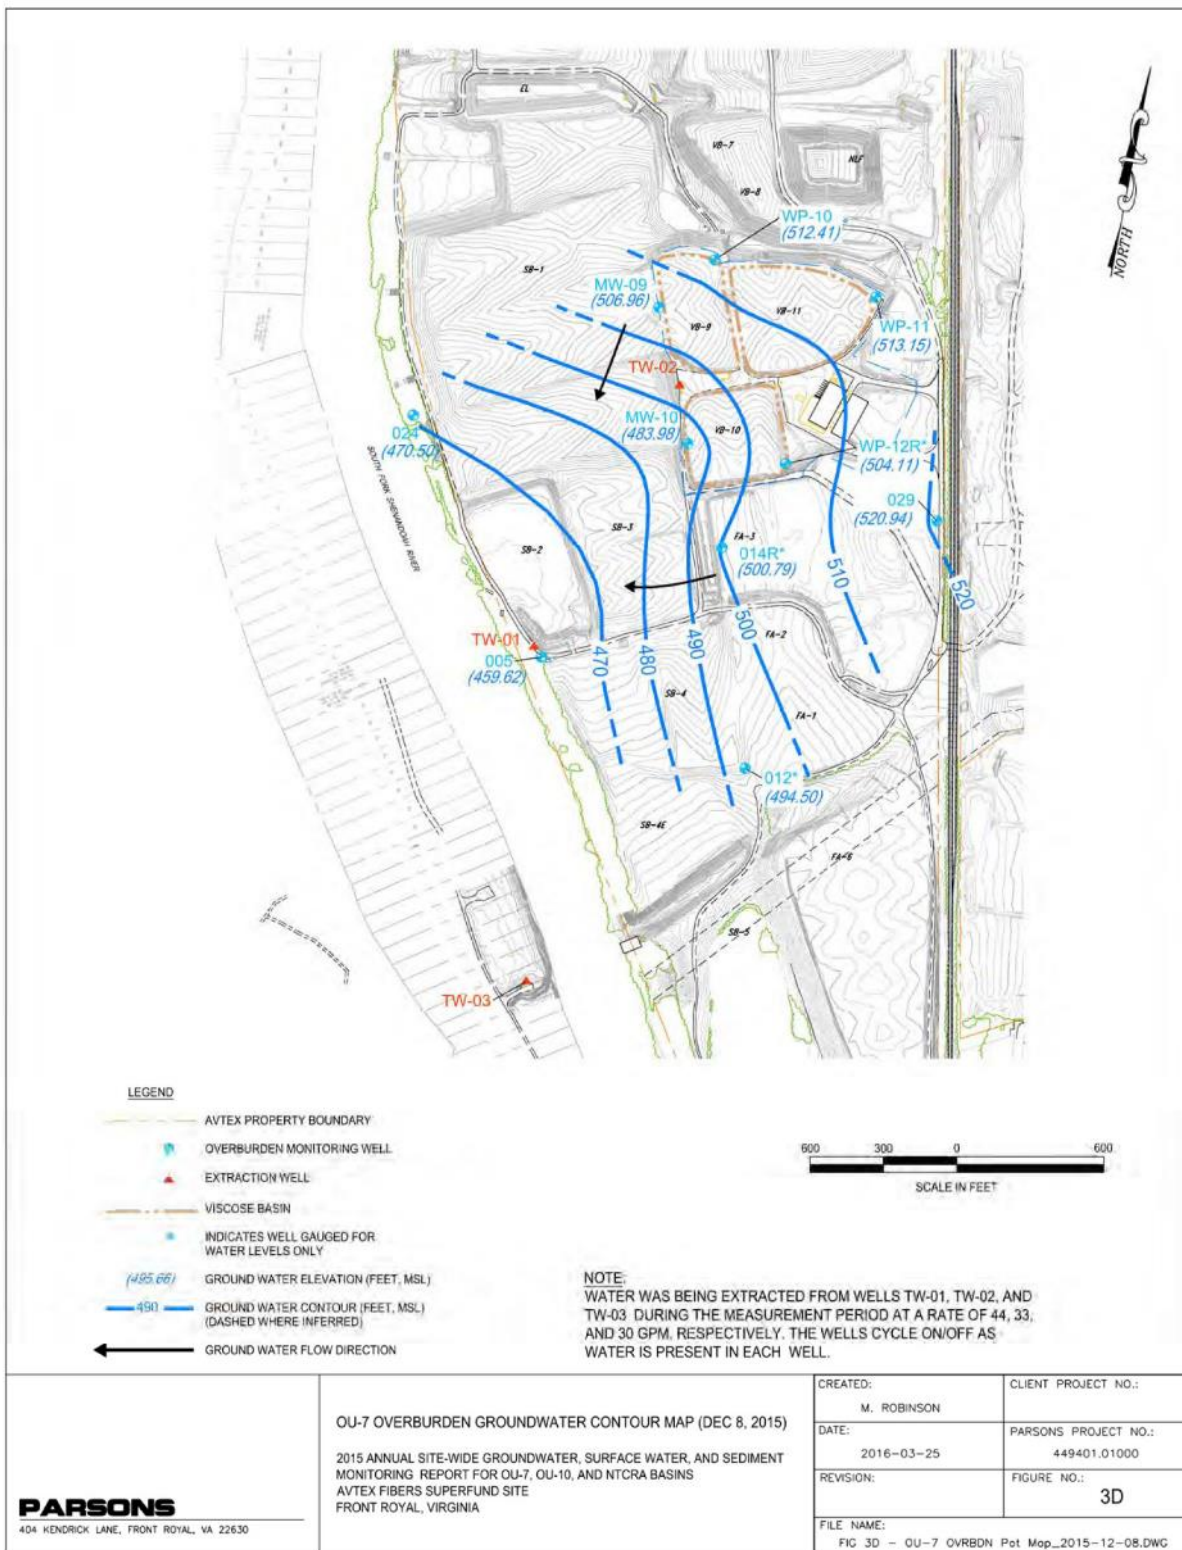 EL
VB-7
NLF
VB-8
WP-10
(512.41)
SB-1
MW-09
(506.96)
VB-11
VB-9
WP-11
(513.15)
TW-02
MW-10
(483.98)
VB-10
024
(470.50)
WP-12R*
(504.11)
SOUTH FORK SHENANDOAH RIVER
029
(520.94)
SB-3
SB-2
FA-3
014R*
(500.79)
510
520
TW-01
005
(459.62)
470
480
490
500
FA-2
SB-4
FA-1
012*
(494.50)
SB-4E
FA-6
SB-5
TW-03
NORTH
LEGEND
AVTEX PROPERTY BOUNDARY
OVERBURDEN MONITORING WELL
EXTRACTION WELL
VISCOSE BASIN
* INDICATES WELL GAUGED FOR
WATER LEVELS ONLY
(495.66) GROUND WATER ELEVATION (FEET, MSL)
490 GROUND WATER CONTOUR (FEET, MSL)
(DASHED WHERE INFERRED)
GROUND WATER FLOW DIRECTION
600 300 0 600
SCALE IN FEET
NOTE:
WATER WAS BEING EXTRACTED FROM WELLS TW-01, TW-02, AND
TW-03 DURING THE MEASUREMENT PERIOD AT A RATE OF 44, 33,
AND 30 GPM, RESPECTIVELY. THE WELLS CYCLE ON/OFF AS
WATER IS PRESENT IN EACH WELL.
PARSONS
404 KENDRICK LANE, FRONT ROYAL, VA 22630
OU-7 OVERBURDEN GROUNDWATER CONTOUR MAP (DEC 8, 2015)
2015 ANNUAL SITE-WIDE GROUNDWATER, SURFACE WATER, AND SEDIMENT
MONITORING REPORT FOR OU-7, OU-10, AND NTCRA BASINS
AVTEX FIBERS SUPERFUND SITE
FRONT ROYAL, VIRGINIA
CREATED:
M. ROBINSON
CLIENT PROJECT NO.:
DATE:
2016-03-25
PARSONS PROJECT NO.:
449401.01000
REVISION:
FIGURE NO.:
3D
FILE NAME:
FIG 3D - OU-7 OVRBDN Pot Map_2015-12-08.DWG